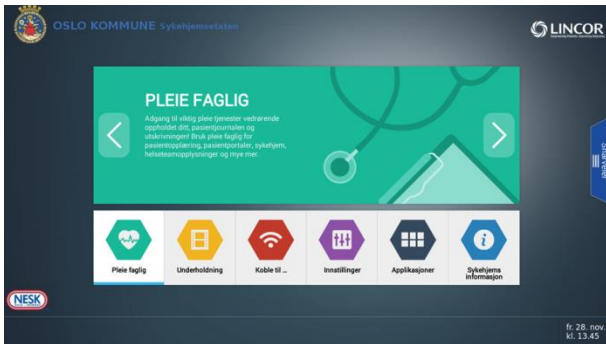 OSLO KOMMUNE Sykehjemsetaten
LINCOR
PLEIE FAGLIG
Adgang til viktig pleie tjenester vedrørende
oppholdet ditt, pasientjournalen og
utskrivningen! Bruk pleie faglig for
pasientopplæring, pasientportaler, sykehjem,
helseteamopplysninger og mye mer.
Snarveier
Pleie faglig
Underholdning
Koble til ...
Innstillinger
Applikasjoner
Sykehjems
informasjon
NESK
fr. 28. nov.
kl. 13.45